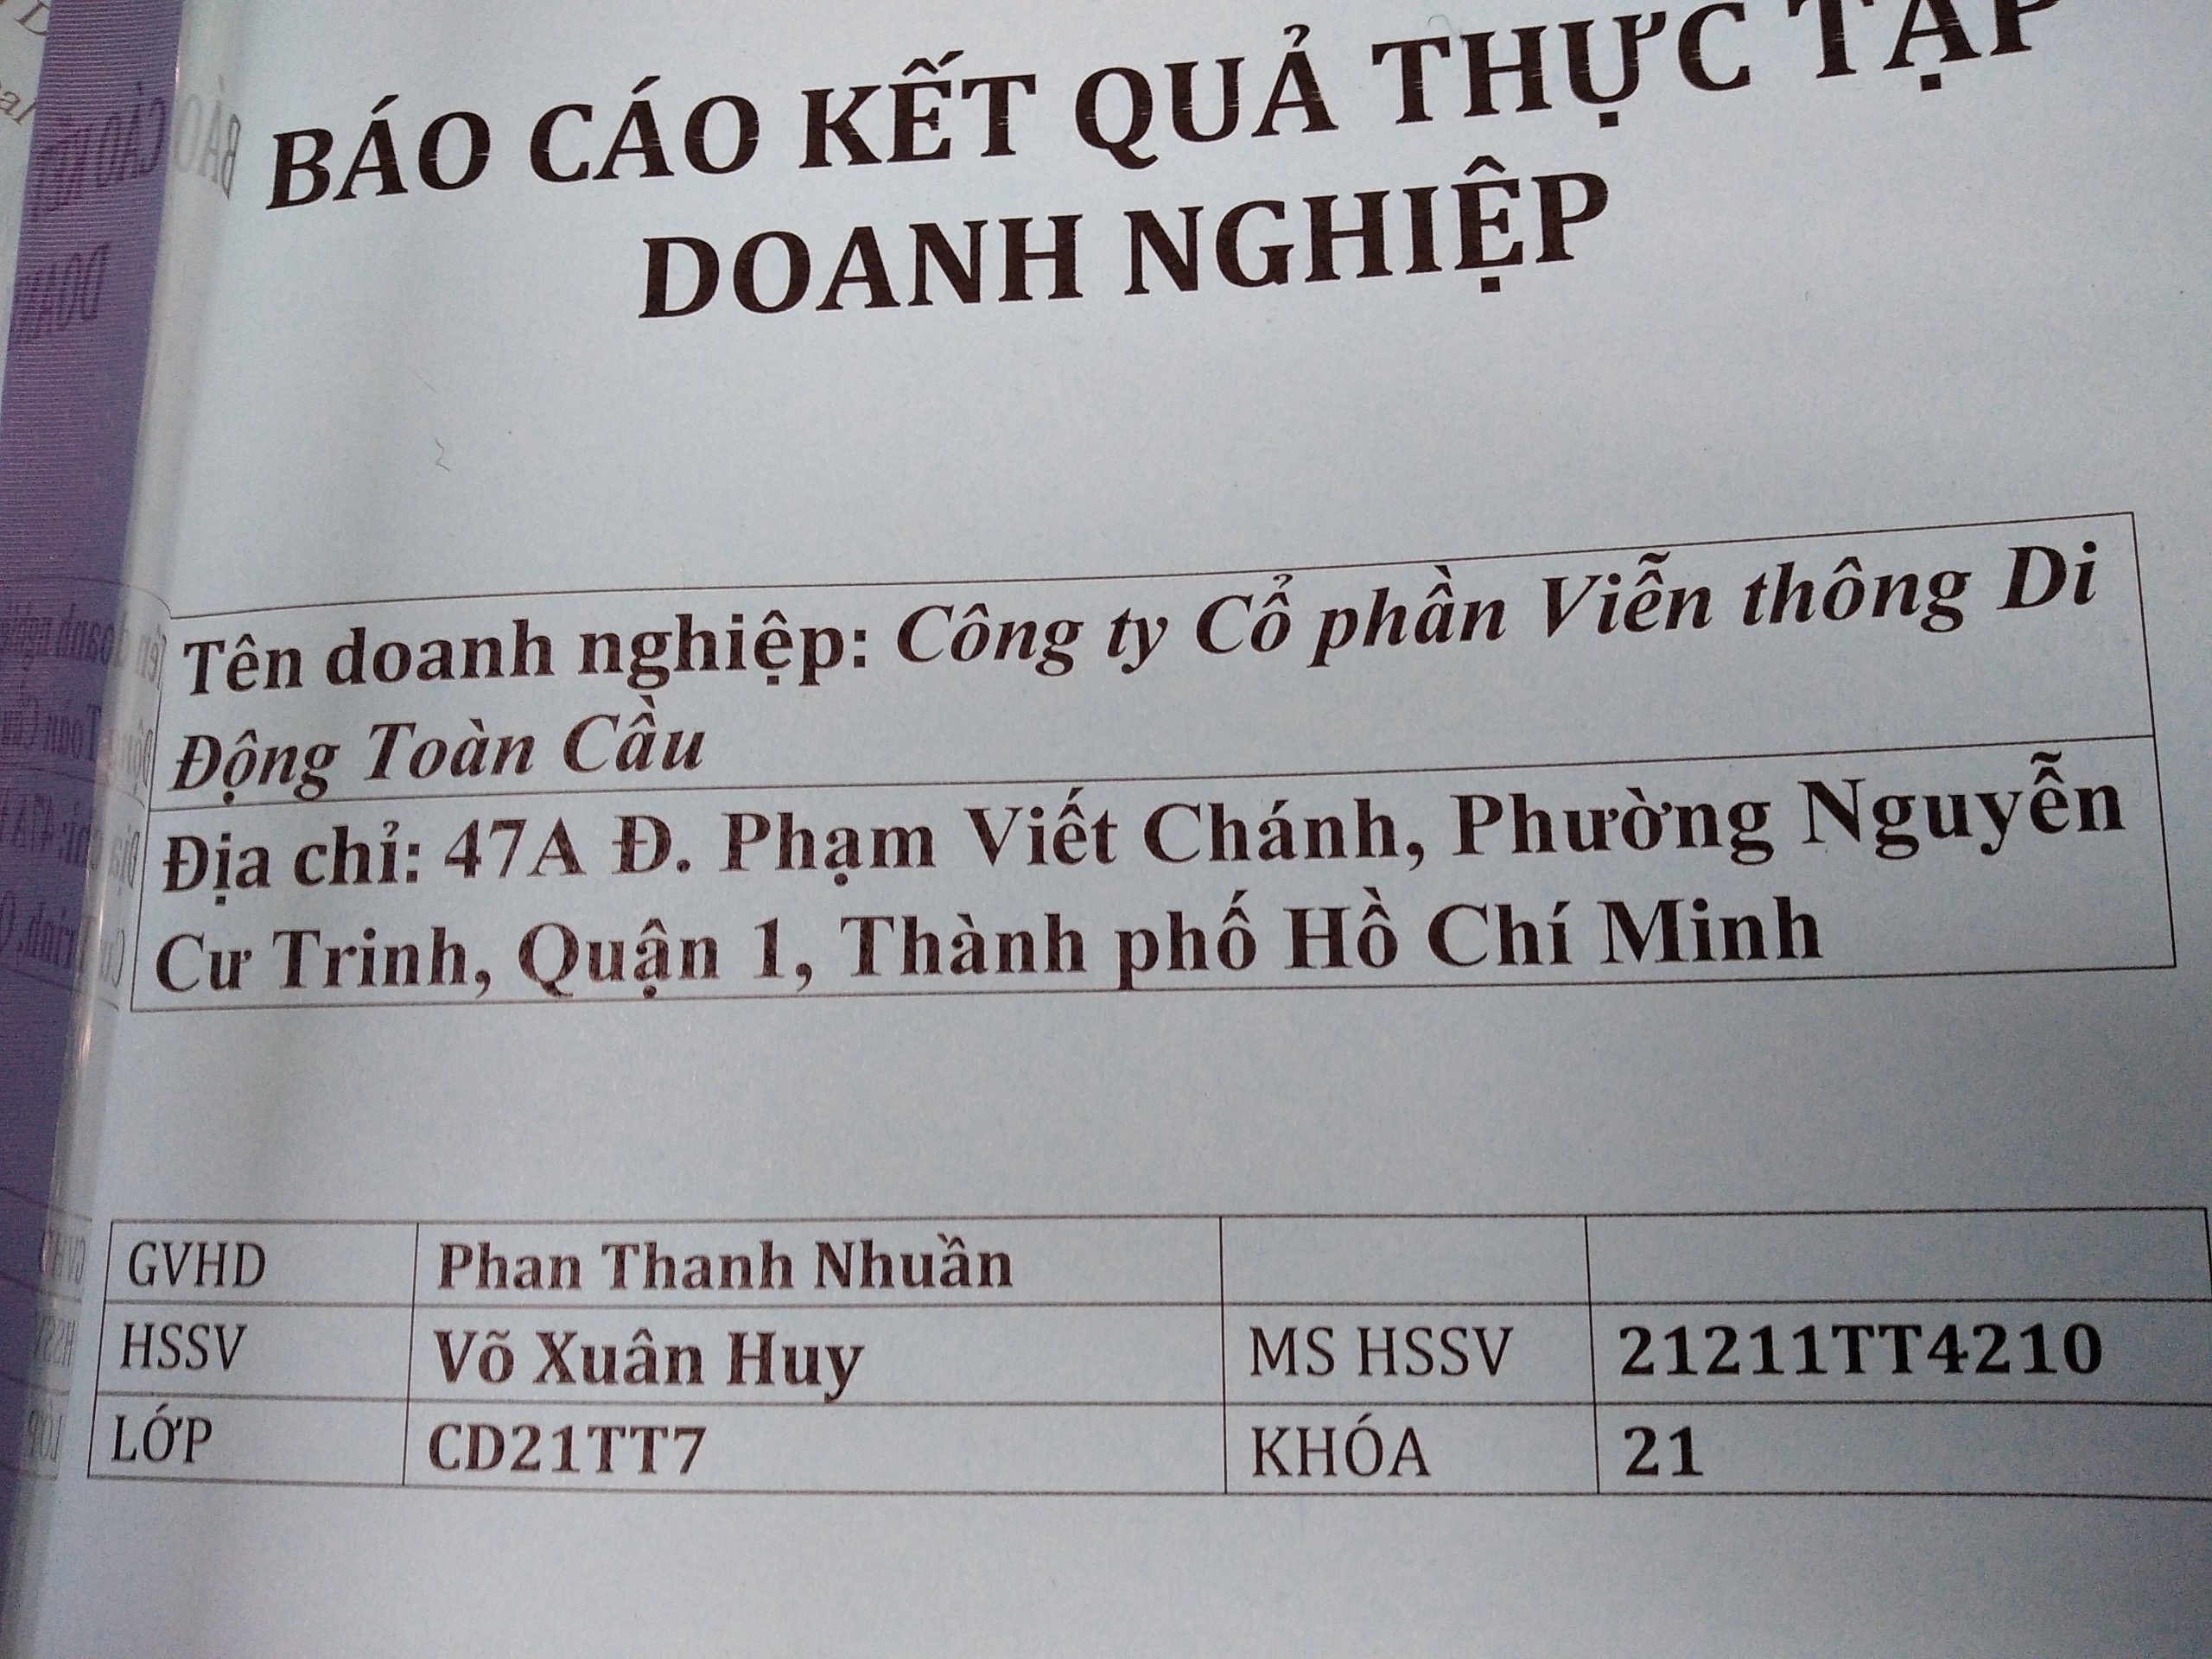 BÁO CÁO KẾT QUẢ THỰC TẬP
DOANH NGHIỆP
Tên doanh nghiệp: Công ty Cổ phần Viễn thông Di
Động Toàn Cầu
Địa chỉ: 47A Đ. Phạm Viết Chánh, Phường Nguyễn
Cư Trinh, Quận 1, Thành phố Hồ Chí Minh
GVHD Phan Thanh Nhuần
HSSV Võ Xuân Huy MS HSSV 21211TT4210
LỚP CD21TT7 KHÓA 21